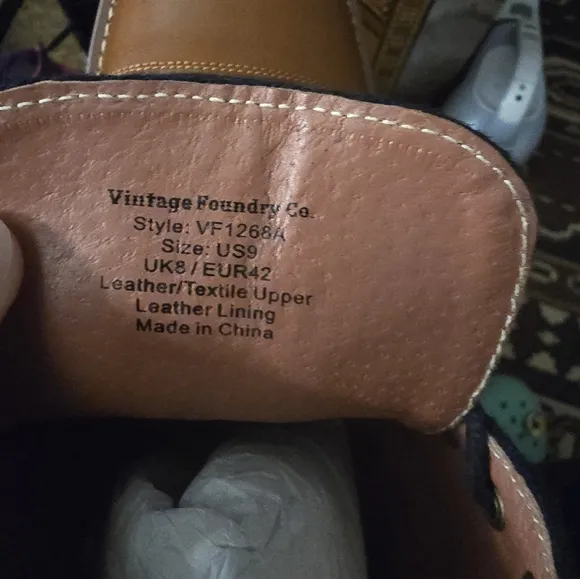 Vintage Foundry Co.
Style: VF1268A
Size: US9
UK8 / EUR42
Leather/Textile Upper
Leather Lining
Made in China